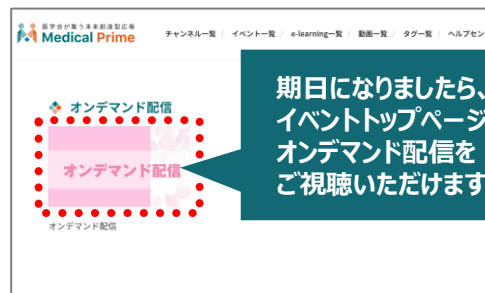 医学会が集う未来創造型広場
Medical Prime
チャンネル一覧 / イベント一覧 / e-learning一覧 / 動画一覧 / タグ一覧 / ヘルプセン
オンデマンド配信
期日になりましたら、
イベントトップページ
オンデマンド配信を
ご視聴いただけます
オンデマンド配信
オンデマンド配信